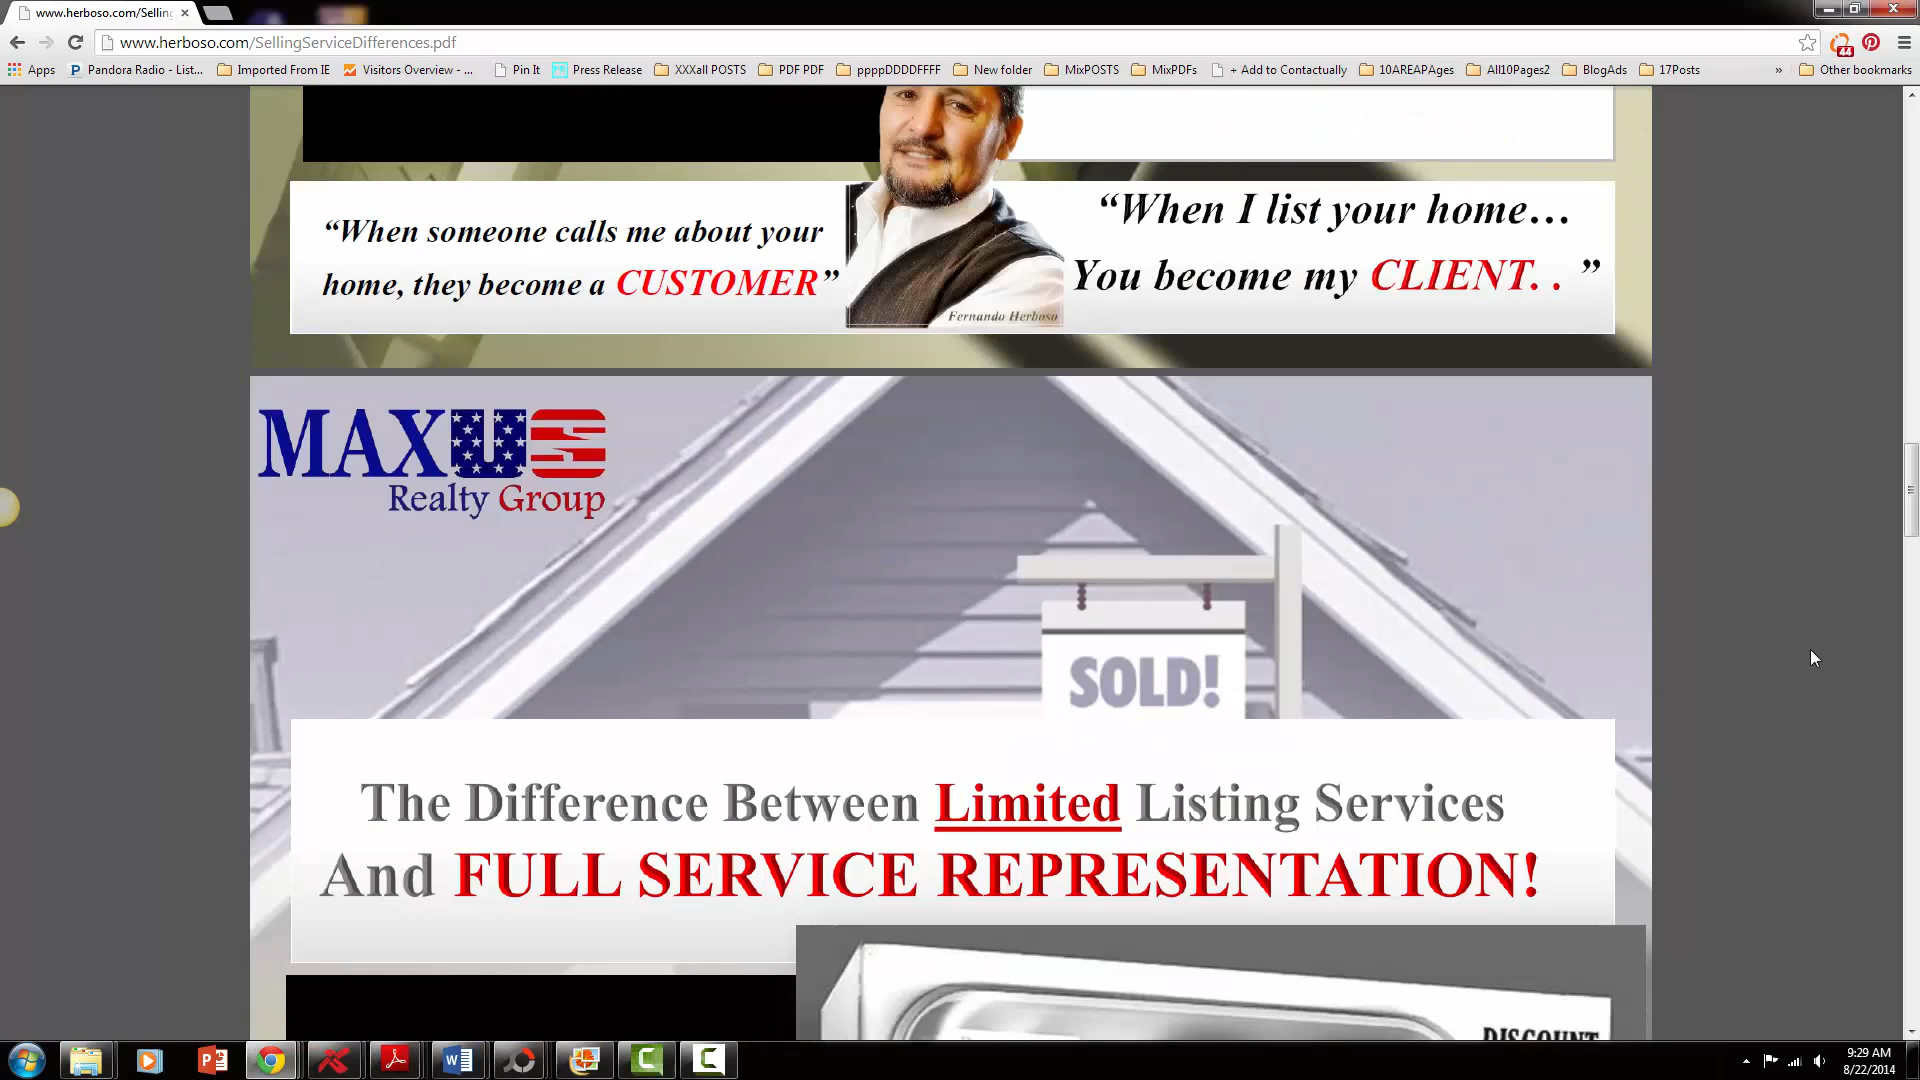 www.herboso.com/Selling
www.herboso.com/SellingServiceDifferences.pdf
44
Apps
Pandora Radio - List...
Imported From IE
Visitors Overview - ...
Pin It
Press Release
XXXall POSTS
PDF PDF
ppppDDDDFFFF
New folder
MixPOSTS
MixPDFs
+ Add to Contactually
10AREAPAges
All10Pages2
BlogAds
17Posts
»
Other bookmarks
“When someone calls me about your
home, they become a CUSTOMER”
Fernando Herboso
“When I list your home…
You become my CLIENT. . ”
MAXUS
Realty Group
SOLD!
The Difference Between Limited Listing Services
And FULL SERVICE REPRESENTATION!
DISCOUNT
9:29 AM
8/22/2014